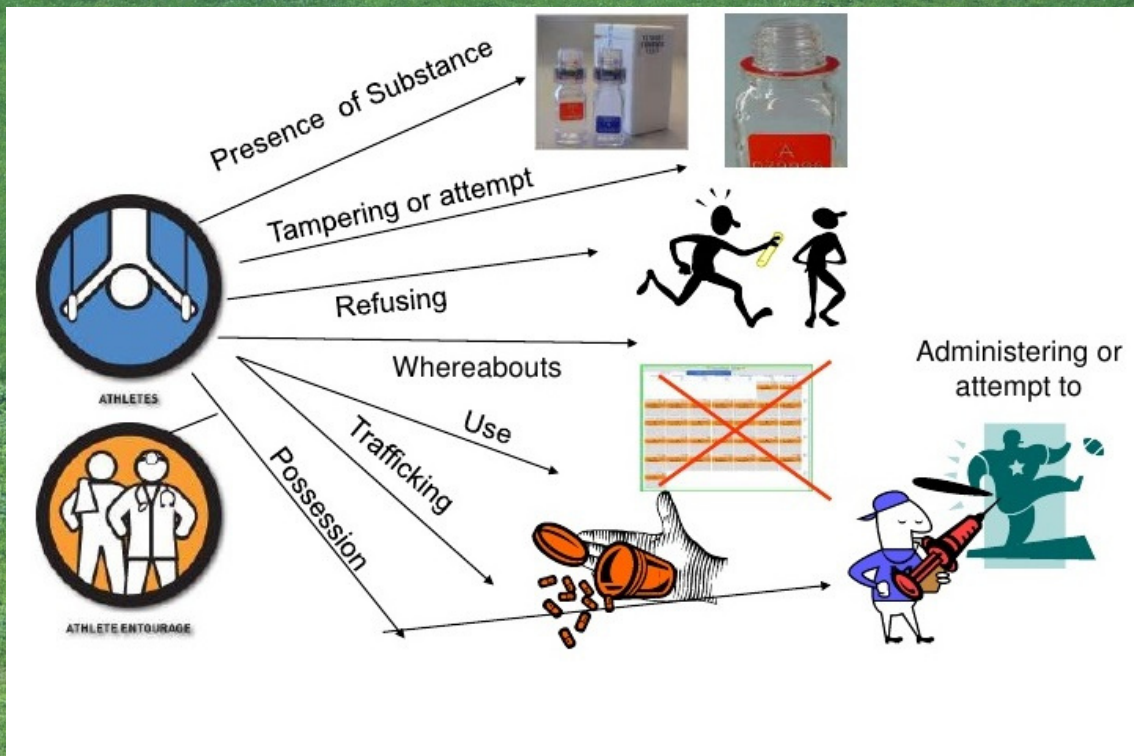 Presence of Substance
Tampering or attempt
Refusing
Whereabouts
Use
Trafficking
Possession
Administering or
attempt to
ATHLETES
ATHLETE ENTOURAGE
A